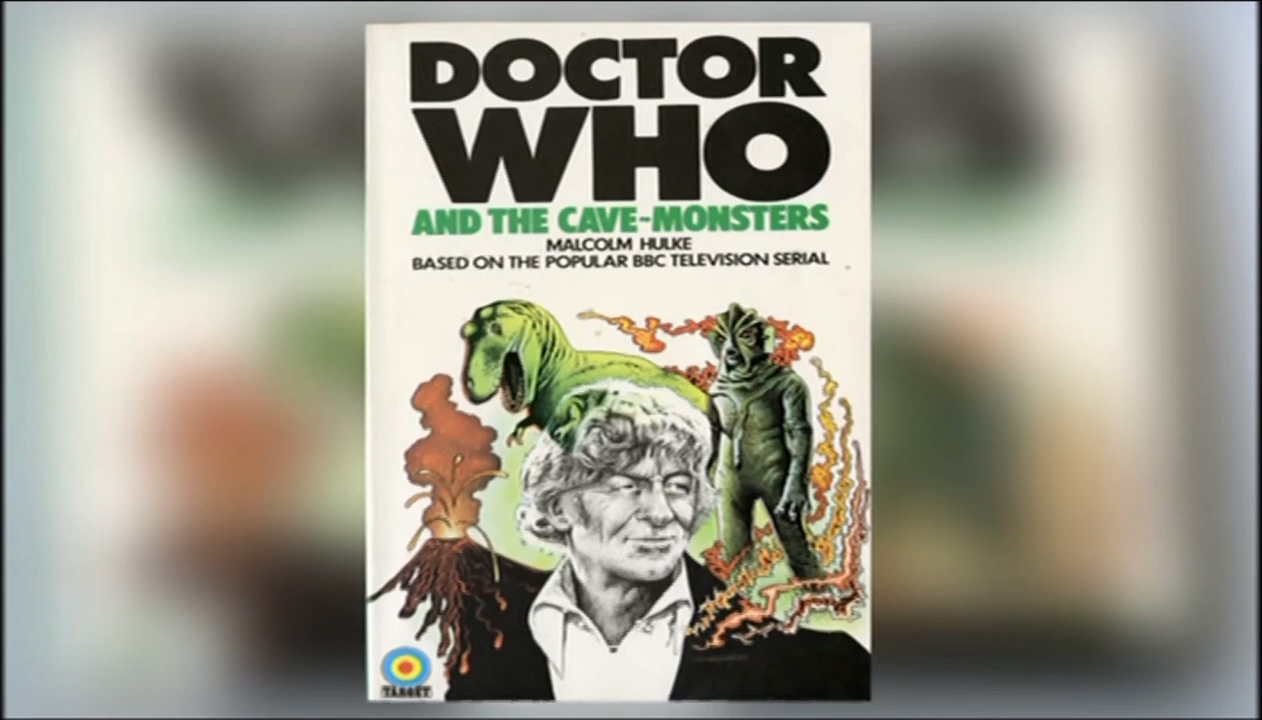 DOCTOR
WHO
AND THE CAVE-MONSTERS
MALCOLM HULKE
BASED ON THE POPULAR BBC TELEVISION SERIAL
TARGET